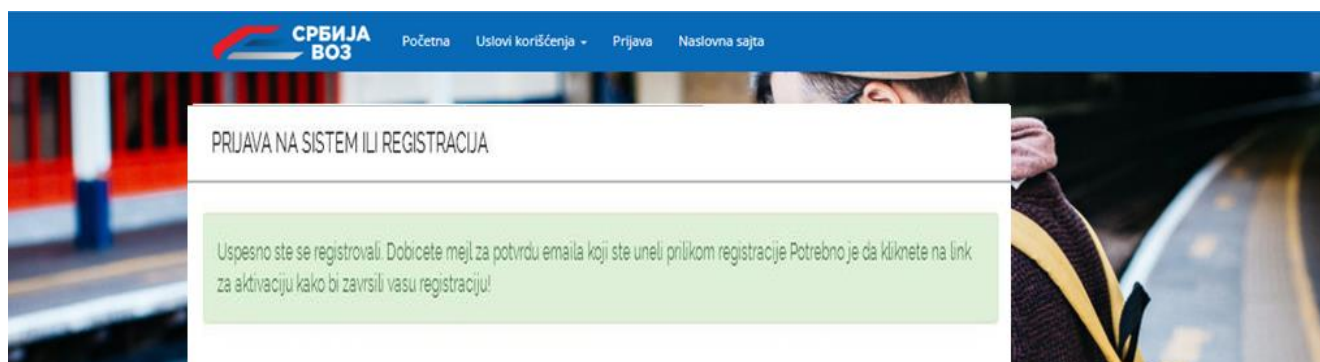 СРБИЈА
ВОЗ
Početna Uslovi korišćenja Prijava Naslovna sajta
PRIJAVA NA SISTEM ILI REGISTRACIJA
Uspesno ste se registrovali. Dobicete mejl za potvrdu emaila koji ste uneli prilikom registracije Potrebno je da kliknete na link
za aktivaciju kako bi zavrsili vasu registraciju!